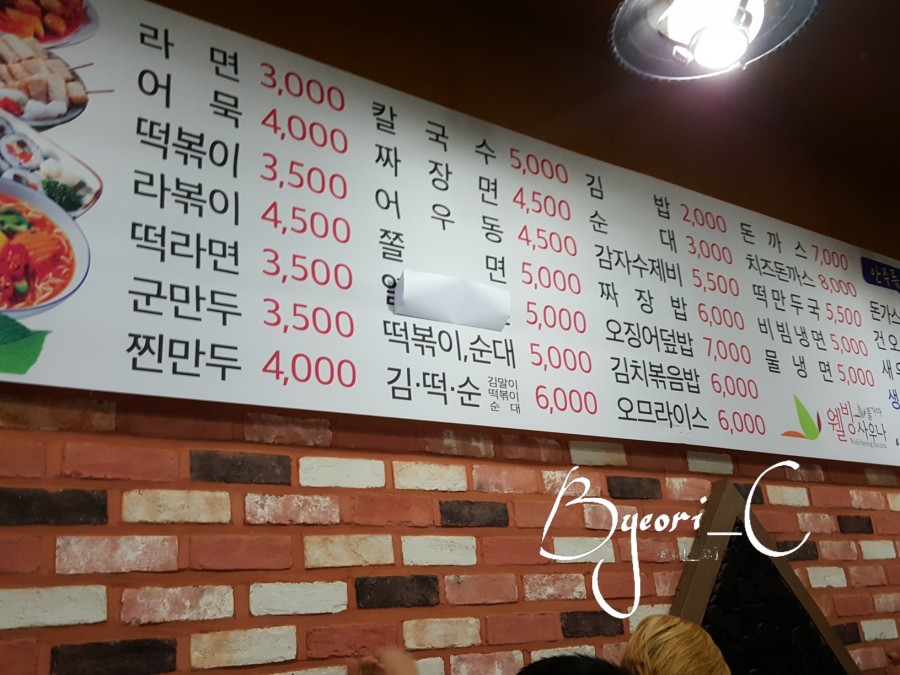 라면 3,000
어묵 4,000
떡볶이 3,500
라볶이 4,500
떡라면 3,500
군만두 3,500
찐만두 4,000
칼국수 5,000
짜장면 4,500
어우동 4,500
쫄면 5,000
5,000
떡볶이,순대 5,000
김·떡·순 김말이 떡볶이 순대 6,000
김밥 2,000
순대 3,000
감자수제비 5,500
짜장밥 6,000
오징어덮밥 7,000
김치볶음밥 6,000
오므라이스 6,000
돈까스 7,000
치즈돈까스 8,000
떡만두국 5,500
비빔냉면 5,000
물냉면 5,000
안주류
돈가스
건오
새우
생
웰빙
사우나
Byeori_C